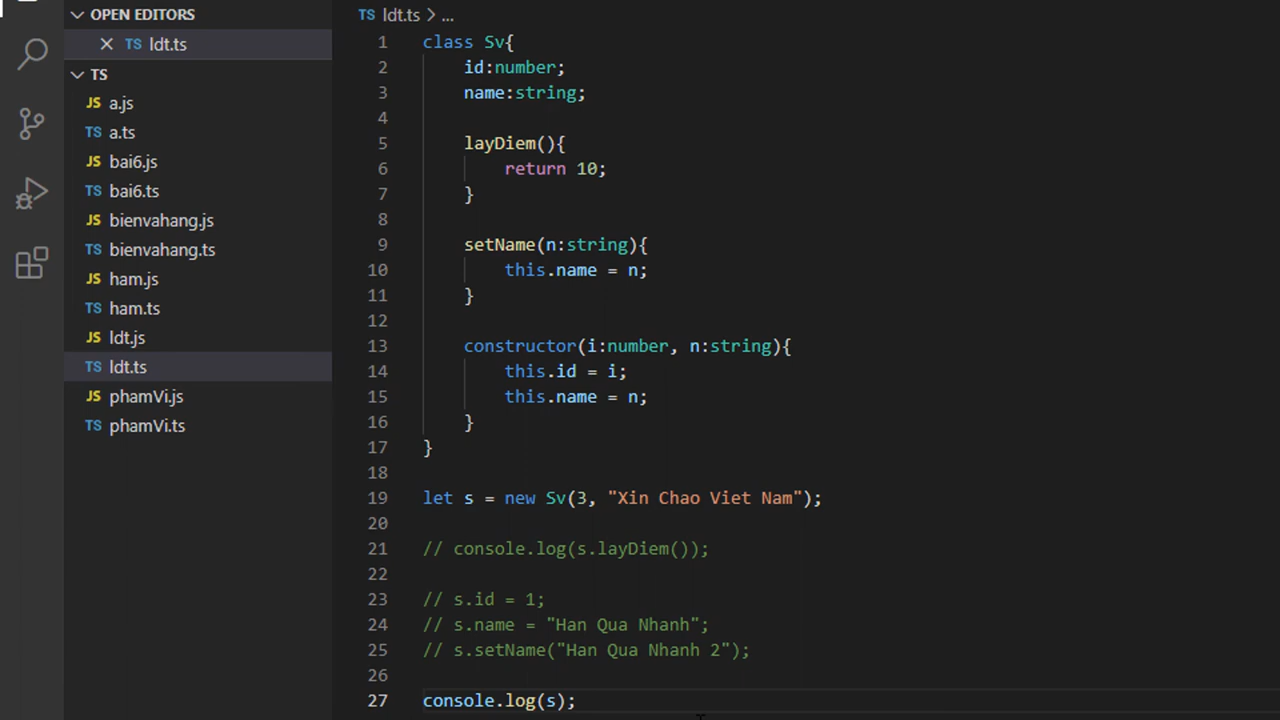 OPEN EDITORS
TS ldt.ts
TS
JS a.js
TS a.ts
JS bai6.js
TS bai6.ts
JS bienvahang.js
TS bienvahang.ts
JS ham.js
TS ham.ts
JS ldt.js
TS ldt.ts
JS phamVi.js
TS phamVi.ts
TS ldt.ts > ...
1 class Sv{
2     id:number;
3     name:string;
4
5     layDiem(){
6         return 10;
7     }
8
9     setName(n:string){
10         this.name = n;
11     }
12
13     constructor(i:number, n:string){
14         this.id = i;
15         this.name = n;
16     }
17 }
18
19 let s = new Sv(3, "Xin Chao Viet Nam");
20
21 // console.log(s.layDiem());
22
23 // s.id = 1;
24 // s.name = "Han Qua Nhanh";
25 // s.setName("Han Qua Nhanh 2");
26
27 console.log(s);